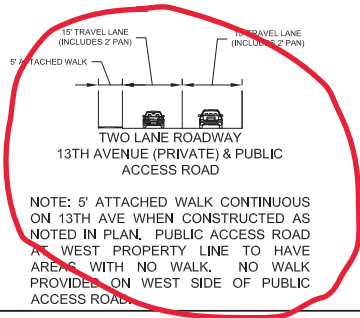 15' TRAVEL LANE
(INCLUDES 2' PAN)
15' TRAVEL LANE
(INCLUDES 2' PAN)
5' ATTACHED WALK
TWO LANE ROADWAY
13TH AVENUE (PRIVATE) & PUBLIC
ACCESS ROAD
NOTE: 5' ATTACHED WALK CONTINUOUS
ON 13TH AVE WHEN CONSTRUCTED AS
NOTED IN PLAN. PUBLIC ACCESS ROAD
AT WEST PROPERTY LINE TO HAVE
AREAS WITH NO WALK. NO WALK
PROVIDED ON WEST SIDE OF PUBLIC
ACCESS ROAD.